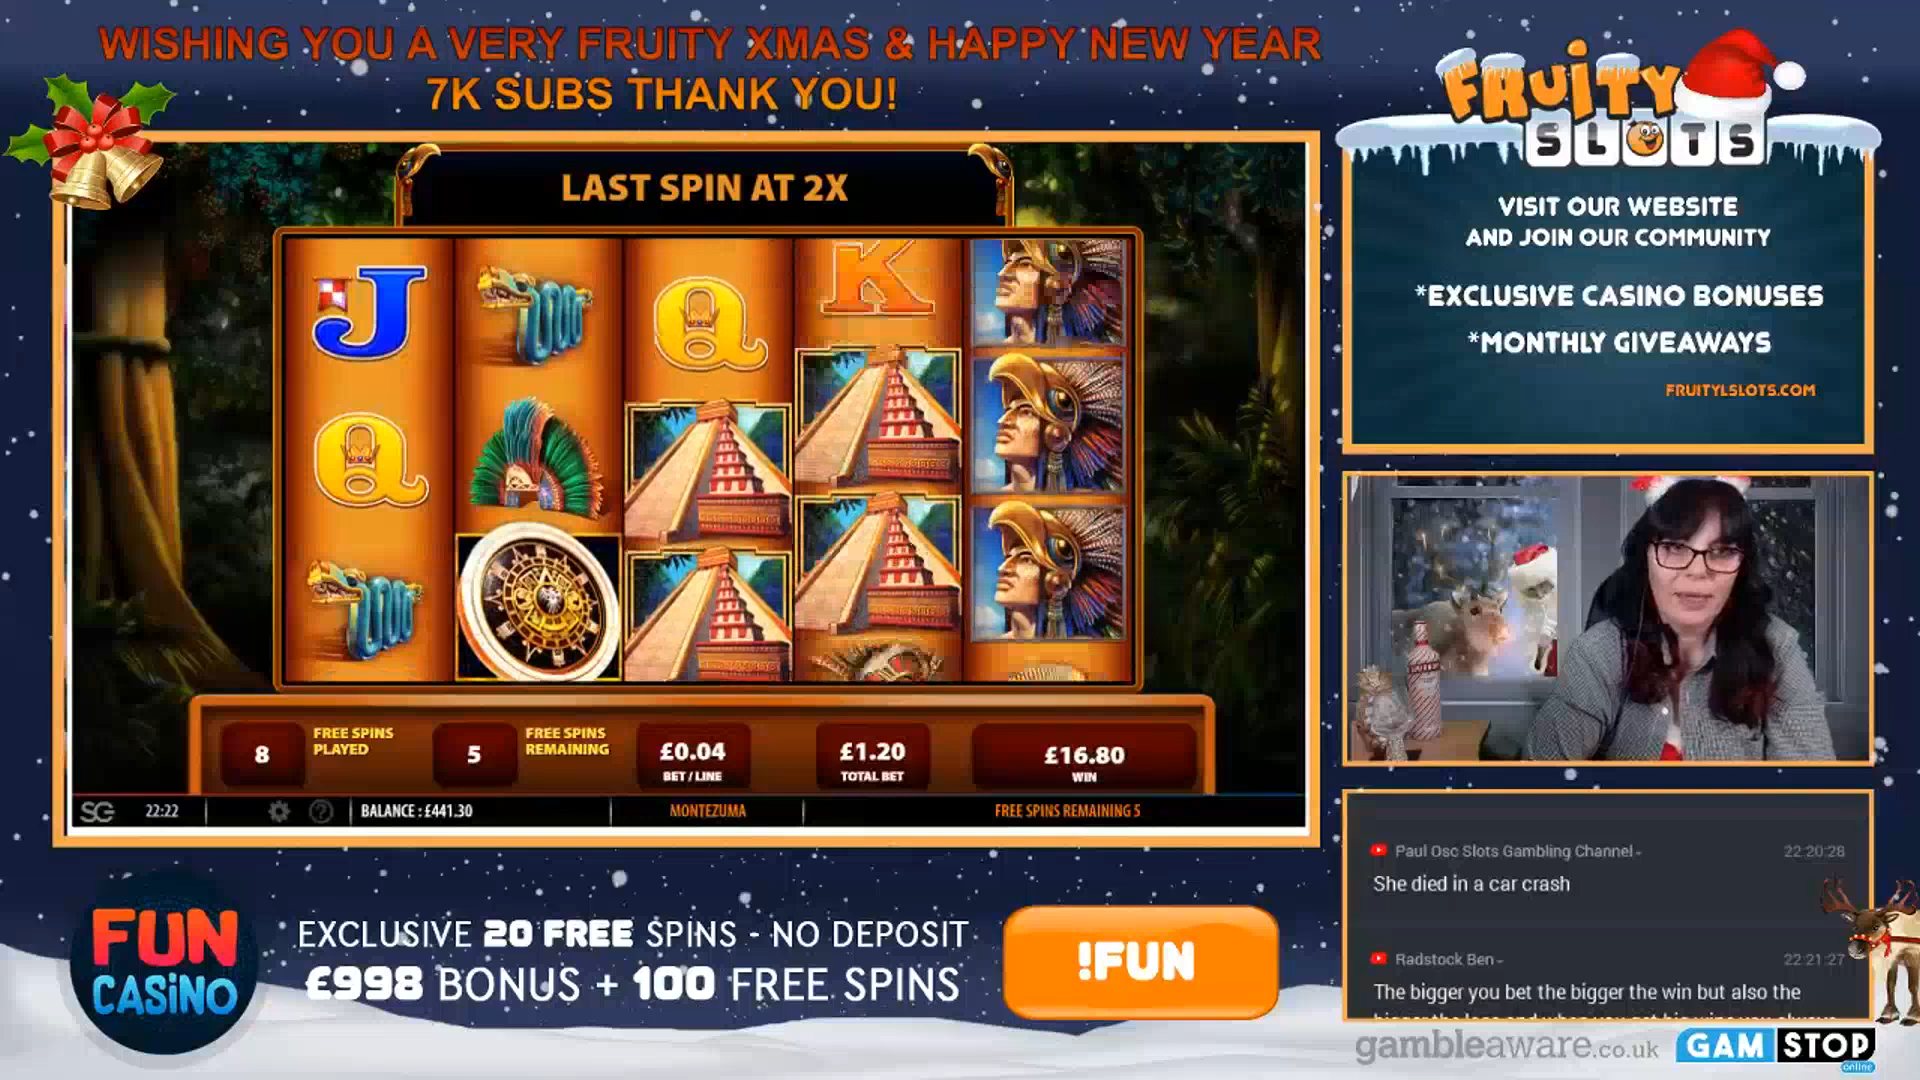 WISHING YOU A VERY FRUITY XMAS & HAPPY NEW YEAR
7K SUBS THANK YOU!
FRUITY
SLOTS
VISIT OUR WEBSITE
AND JOIN OUR COMMUNITY
*EXCLUSIVE CASINO BONUSES
*MONTHLY GIVEAWAYS
FRUITYLSLOTS.COM
LAST SPIN AT 2X
J
Q
K
Q
8
FREE SPINS
PLAYED
5
FREE SPINS
REMAINING
£0.04
BET / LINE
£1.20
TOTAL BET
£16.80
WIN
SG
22:22
?
BALANCE : £441.30
MONTEZUMA
FREE SPINS REMAINING 5
Paul Osc Slots Gambling Channel
22:20:28
She died in a car crash
Radstock Ben
22:21:27
The bigger you bet the bigger the win but also the
FUN
CASINO
EXCLUSIVE 20 FREE SPINS - NO DEPOSIT
£998 BONUS + 100 FREE SPINS
!FUN
gambleaware.co.uk
GAMSTOP
online